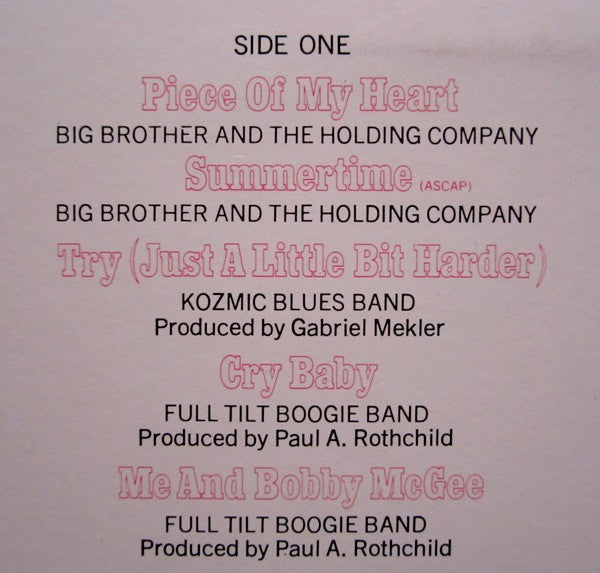 SIDE ONE
Piece Of My Heart
BIG BROTHER AND THE HOLDING COMPANY
Summertime (ASCAP)
BIG BROTHER AND THE HOLDING COMPANY
Try (Just A Little Bit Harder)
KOZMIC BLUES BAND
Produced by Gabriel Mekler
Cry Baby
FULL TILT BOOGIE BAND
Produced by Paul A. Rothchild
Me And Bobby McGee
FULL TILT BOOGIE BAND
Produced by Paul A. Rothchild